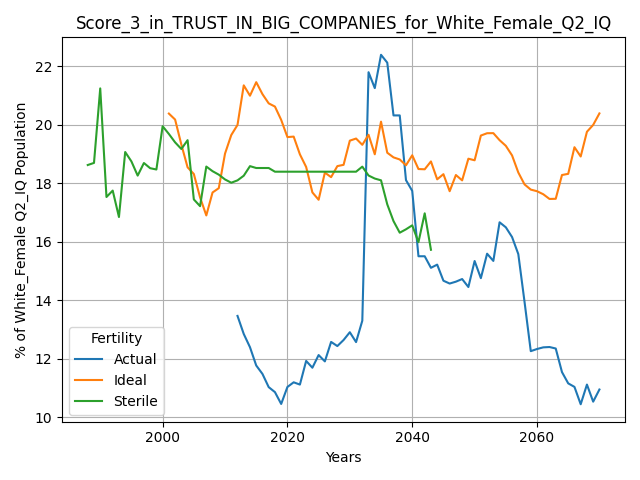 Score_3_in_TRUST_IN_BIG_COMPANIES_for_White_Female_Q2_IQ
% of White_Female Q2_IQ Population
22
20
18
16
14
12
10
Fertility
Actual
Ideal
Sterile
2000
2020
2040
2060
Years